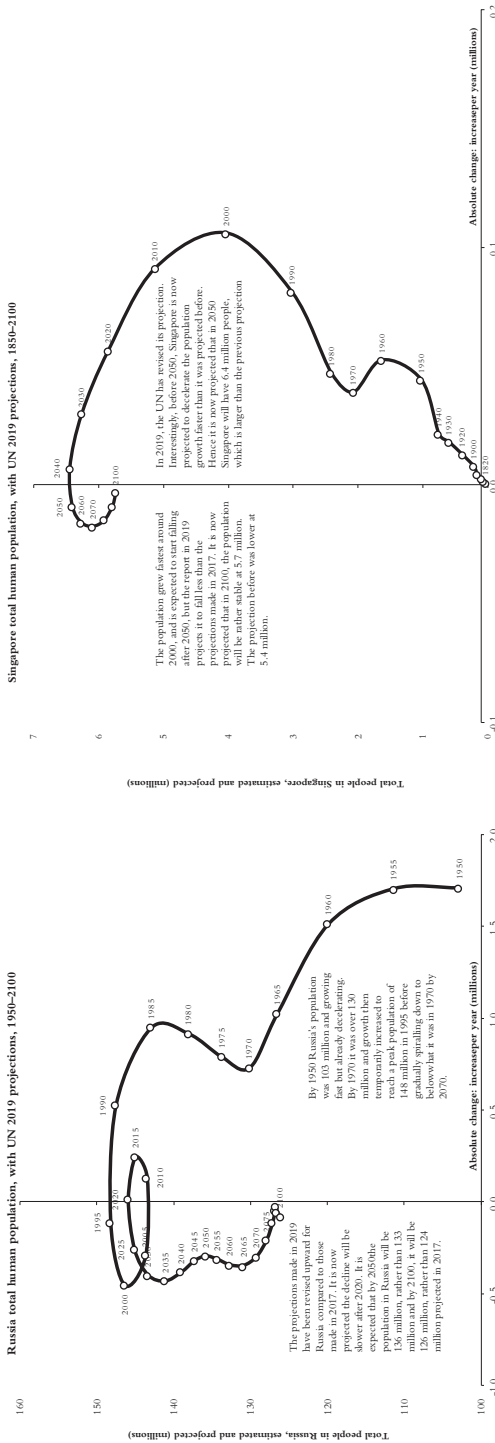 Russia total human population, with UN 2019 projections, 1950–2100
Total people in Russia, estimated and projected (millions)
160
150
140
130
120
110
100
-1.0
-0.5
0.0
0.5
1.0
1.5
2.0
Absolute change: increaseper year (millions)
1950
1955
1960
1965
1970
1975
1980
1985
1990
1995
2000
2005
2010
2015
2020
2025
2035
2040
2045
2050
2055
2060
2065
2070
2075
2100
The projections made in 2019
have been revised upward for
Russia compared to those
made in 2017. It is now
projected the decline will be
slower after 2020. It is
expected that by 2050the
population in Russia will be
136 million, rather than 133
million and by 2100, it will be
126 million, rather than 124
million projected in 2017.
By 1950 Russia's population
was 103 million and growing
fast but already decelerating.
By 1970 it was over 130
million and growth then
temporarily increased to
reach a peak population of
148 million in 1995 before
gradually spiralling down to
belowwhat it was in 1970 by
2070.
Singapore total human population, with UN 2019 projections, 1850–2100
Total people in Singapore, estimated and projected (millions)
7
6
5
4
3
2
1
0
-0.1
0.0
0.1
0.2
Absolute change: increaseper year (millions)
1820
1900
1920
1930
1940
1950
1960
1970
1980
1990
2000
2010
2020
2030
2040
2050
2060
2070
2100
The population grew fastest around
2000, and is expected to start falling
after 2050, but the report in 2019
projects it to fall less than the
projections made in 2017. It is now
projected that in 2100, the population
will be rather stable at 5.7 million.
The projection before was lower at
5.4 million.
In 2019, the UN has revised its projection.
Interestingly, before 2050, Singapore is now
projected to decelerate the population
growth faster than it was projected before.
Hence it is now projected that in 2050
Singapore will have 6.4 million people,
which is larger than the previous projection